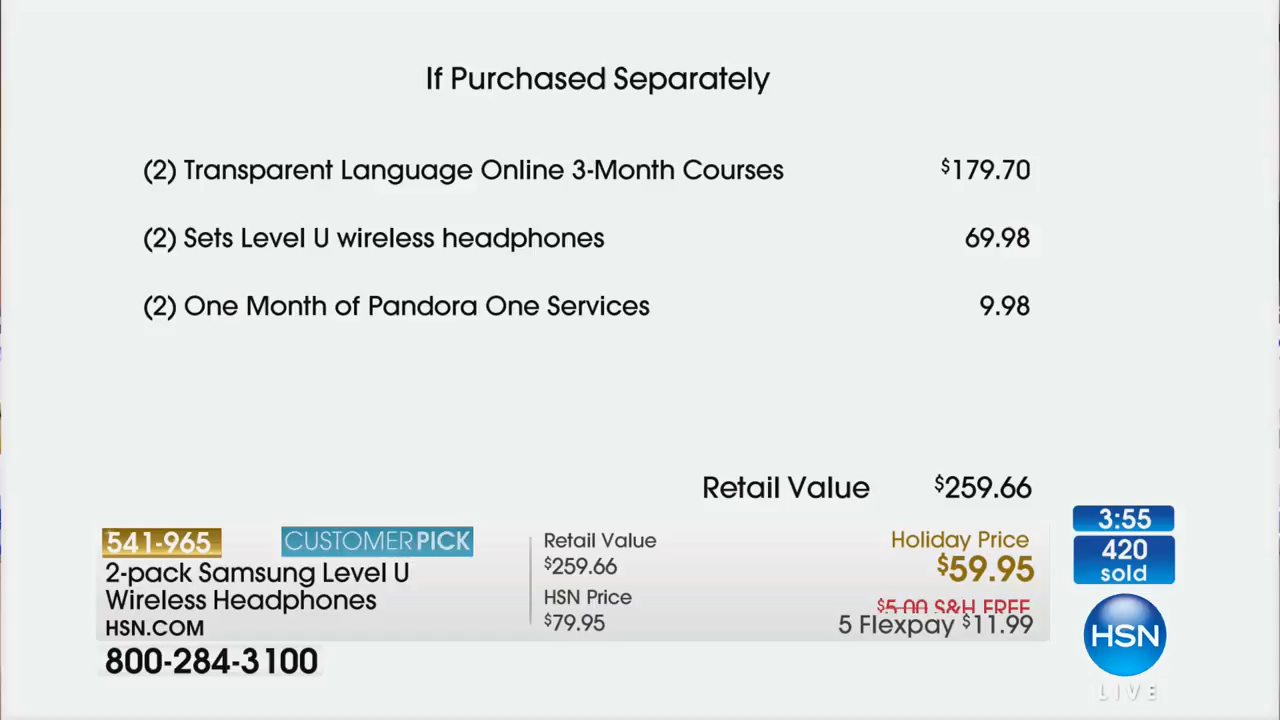 If Purchased Separately
(2) Transparent Language Online 3-Month Courses $179.70
(2) Sets Level U wireless headphones 69.98
(2) One Month of Pandora One Services 9.98
Retail Value $259.66
541-965 CUSTOMER PICK
2-pack Samsung Level U
Wireless Headphones
HSN.COM
800-284-3100
Retail Value
$259.66
HSN Price
$79.95
Holiday Price
$59.95
$5.00 S&H FREE
5 Flexpay $11.99
3:55
420
sold
HSN
LIVE